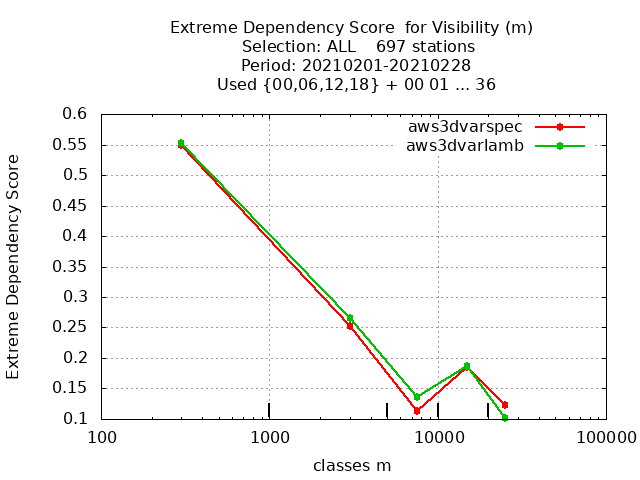 Extreme Dependency Score  for Visibility (m)
Selection: ALL    697 stations
Period: 20210201-20210228
Used {00,06,12,18} + 00 01 ... 36
aws3dvarspec
aws3dvarlamb
Extreme Dependency Score
0.6
0.55
0.5
0.45
0.4
0.35
0.3
0.25
0.2
0.15
0.1
100 1000 10000 100000
classes m